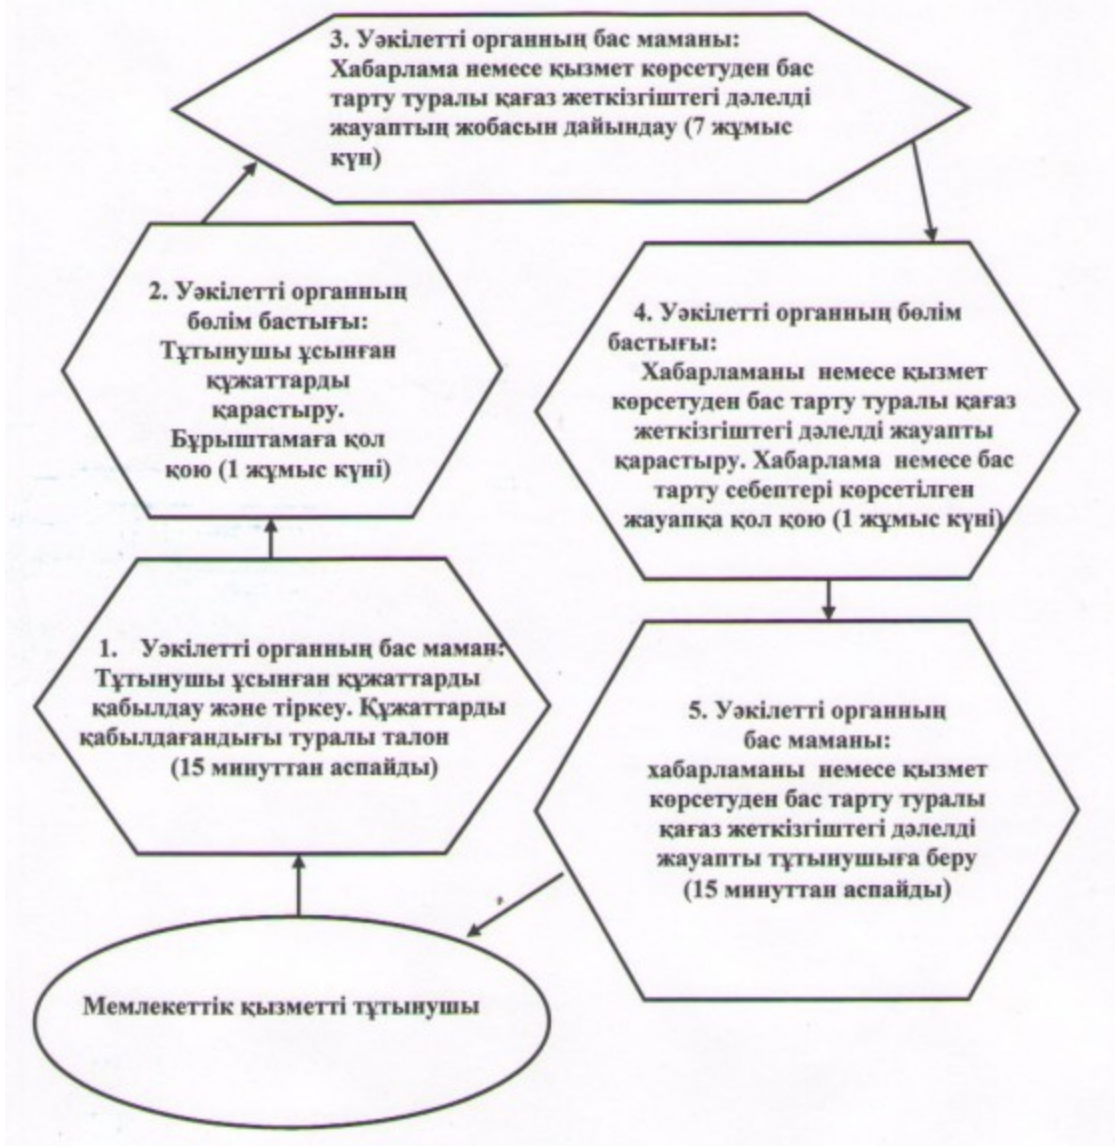 3. Уәкілетті органның бас маманы:
Хабарлама немесе қызмет көрсетуден бас
тарту туралы қағаз жеткізгіштегі дәлелді
жауаптың жобасын дайындау (7 жұмыс
күн)
2. Уәкілетті органның
бөлім бастығы:
Тұтынушы ұсынған
құжаттарды
қарастыру.
Бұрыштамаға қол
қою (1 жұмыс күні)
4. Уәкілетті органның бөлім
бастығы:
Хабарламаны немесе қызмет
көрсетуден бас тарту туралы қағаз
жеткізгіштегі дәлелді жауапты
қарастыру. Хабарлама немесе бас
тарту себептері көрсетілген
жауапқа қол қою (1 жұмыс күні)
1. Уәкілетті органның бас маман:
Тұтынушы ұсынған құжаттарды
қабылдау және тіркеу. Құжаттарды
қабылдағандығы туралы талон
(15 минуттан аспайды)
5. Уәкілетті органның
бас маманы:
хабарламаны немесе қызмет
көрсетуден бас тарту туралы
қағаз жеткізгіштегі дәлелді
жауапты тұтынушыға беру
(15 минуттан аспайды)
Мемлекеттік қызметті тұтынушы